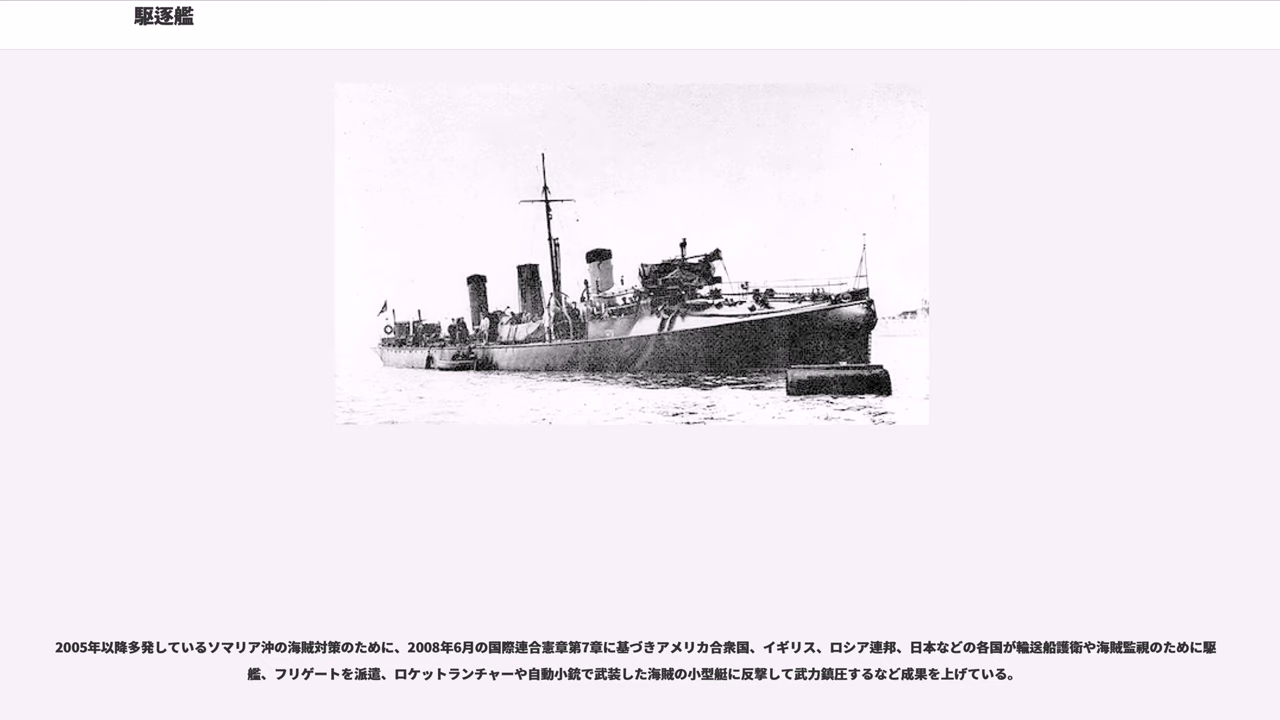 駆逐艦
2005年以降多発しているソマリア沖の海賊対策のために、2008年6月の国際連合憲章第7章に基づきアメリカ合衆国、イギリス、ロシア連邦、日本などの各国が輸送船護衛や海賊監視のために駆
艦、フリゲートを派遣、ロケットランチャーや自動小銃で武装した海賊の小型艇に反撃して武力鎮圧するなど成果を上げている。